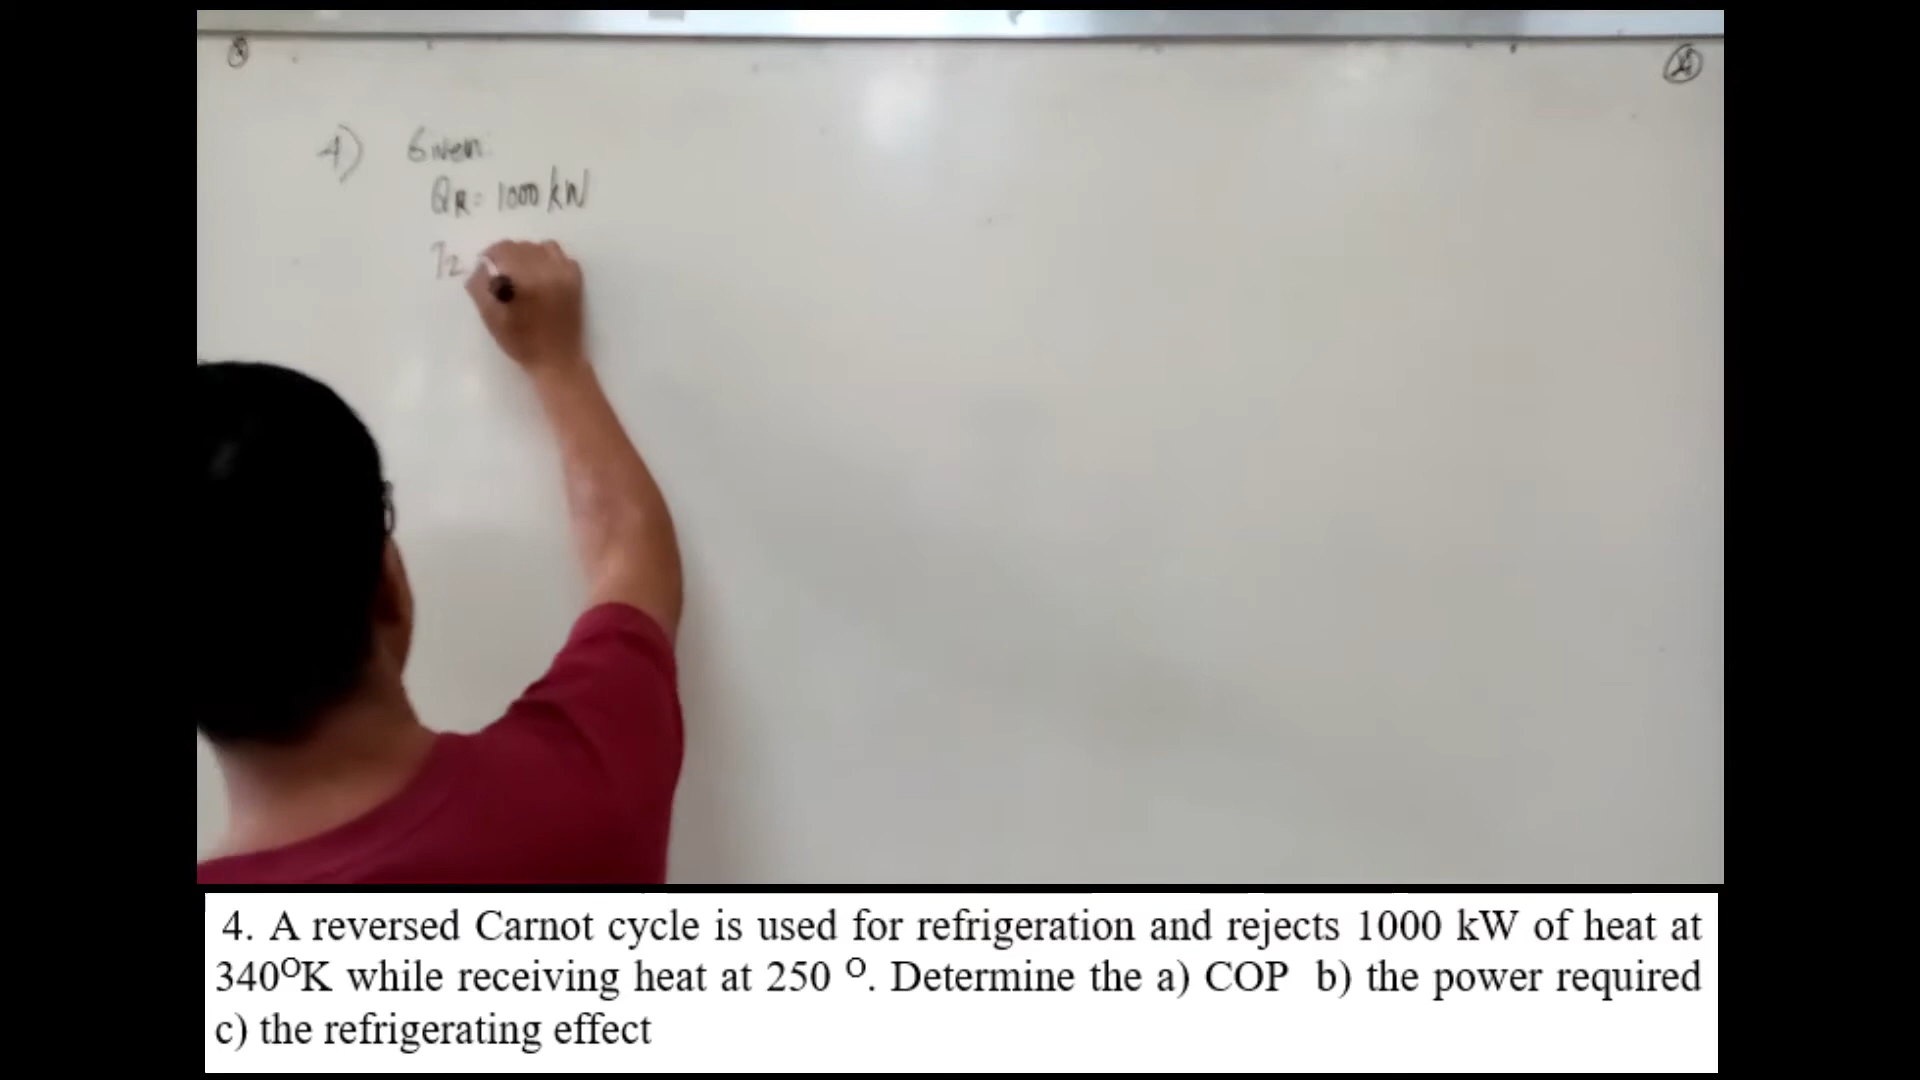 4) Given:
QR = 1000 kW
T2
4. A reversed Carnot cycle is used for refrigeration and rejects 1000 kW of heat at
340ᴼK while receiving heat at 250 ᴼ. Determine the a) COP b) the power required
c) the refrigerating effect